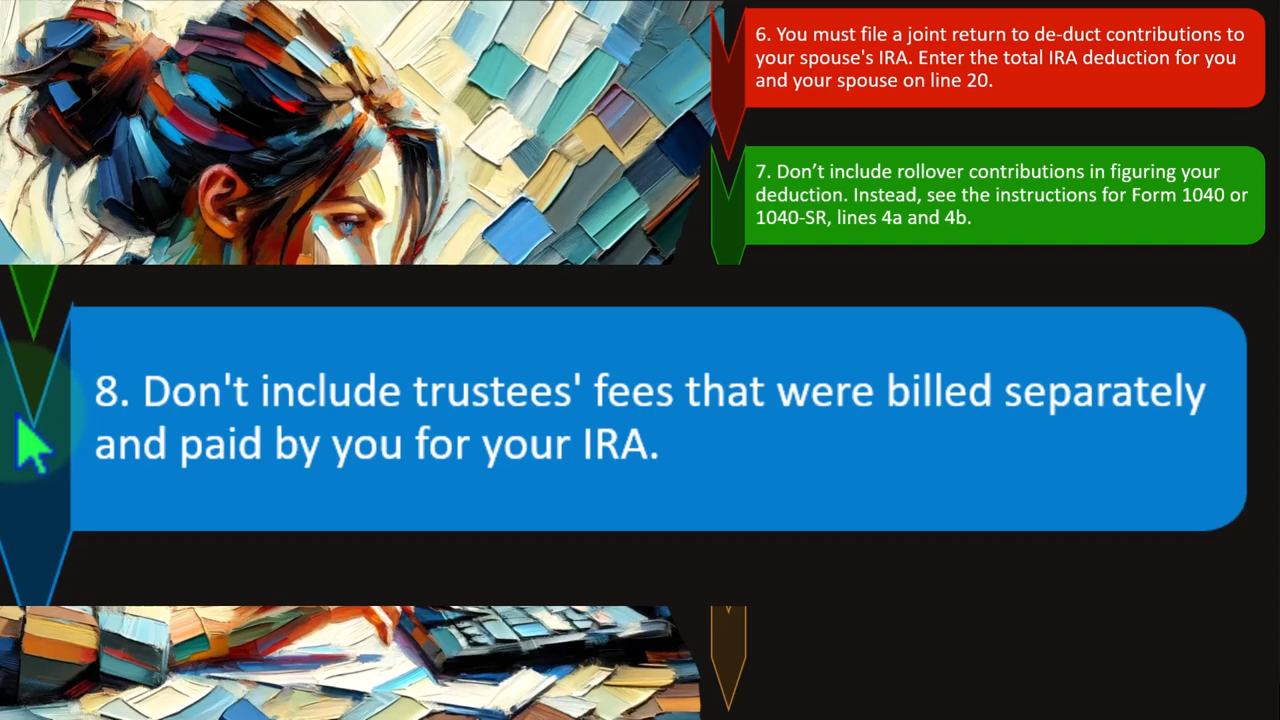 6. You must file a joint return to de-duct contributions to
your spouse's IRA. Enter the total IRA deduction for you
and your spouse on line 20.
7. Don’t include rollover contributions in figuring your
deduction. Instead, see the instructions for Form 1040 or
1040-SR, lines 4a and 4b.
8. Don't include trustees' fees that were billed separately
and paid by you for your IRA.